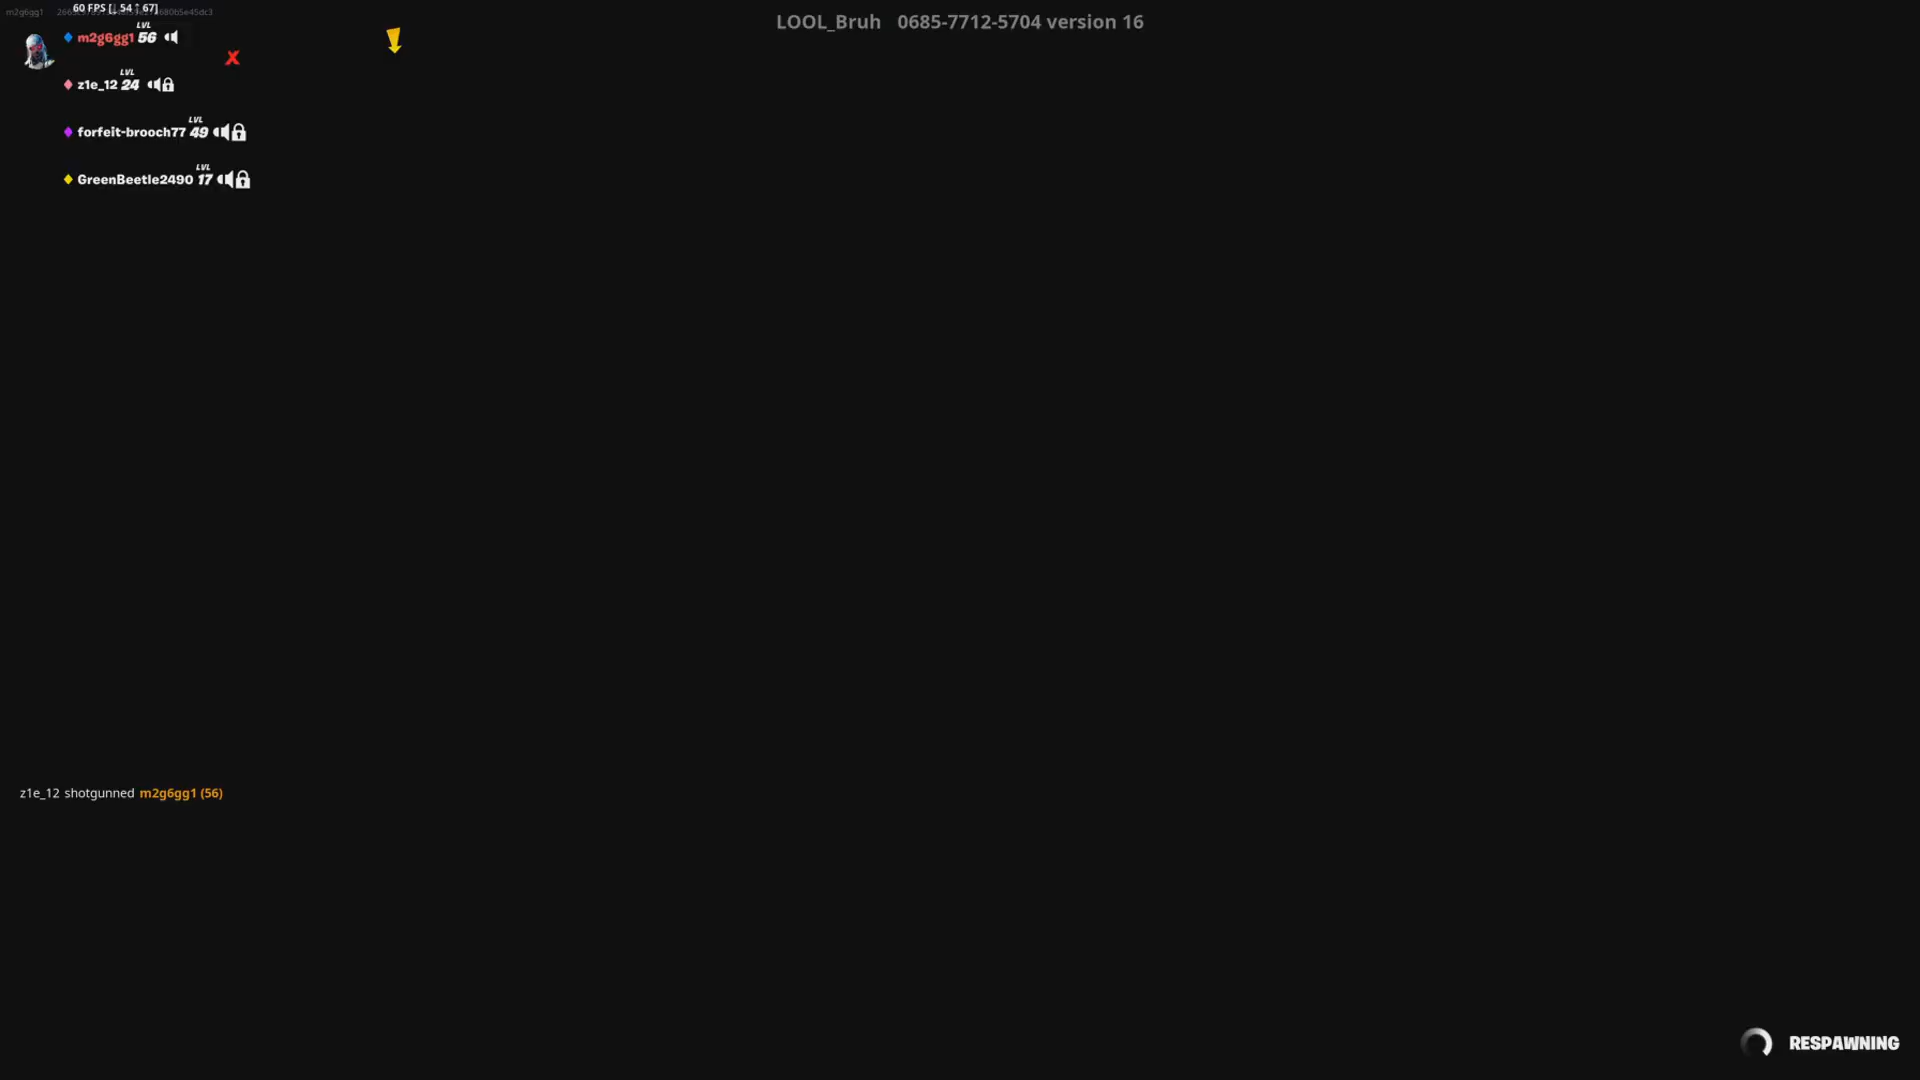 60 FPS [↓ 54 ↑ 67]
m2g6gg1
LOOL_Bruh 0685-7712-5704 version 16
LVL
m2g6gg1 56
LVL
z1e_12 24
LVL
forfeit-brooch77 49
LVL
GreenBeetle2490 17
z1e_12 shotgunned m2g6gg1 (56)
RESPAWNING